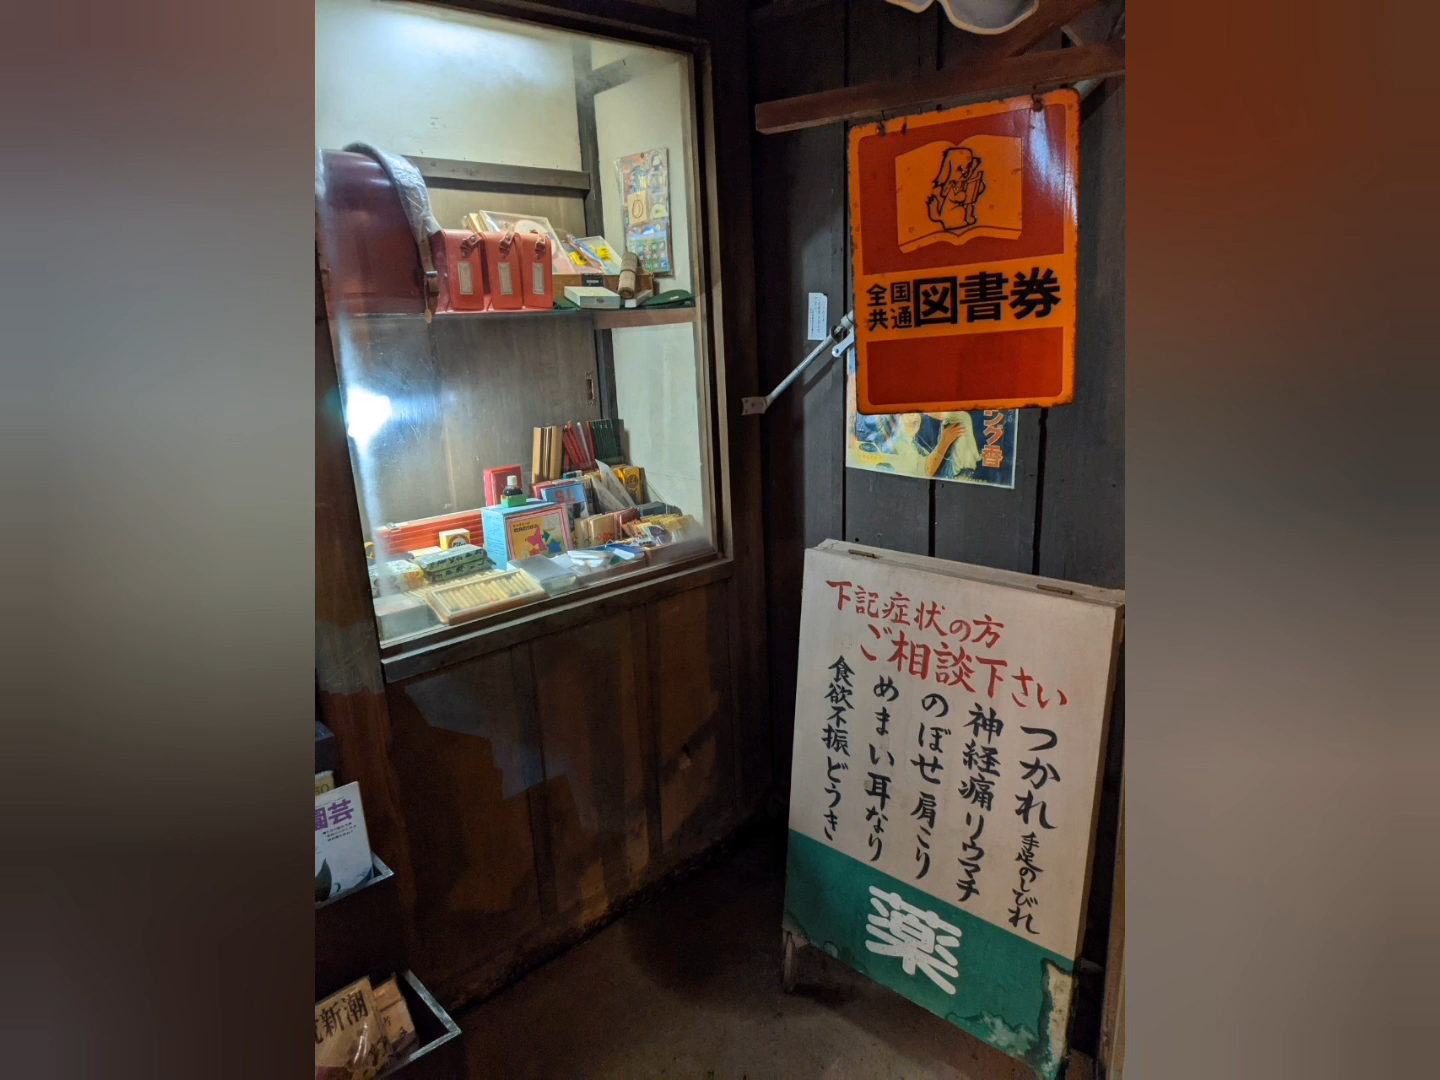 全国
共通
図書券
ング香
下記症状の方
ご相談下さい
つかれ 手足のしびれ
神経痛 リウマチ
のぼせ 肩こり
めまい 耳なり
食欲不振 どうき
薬
園芸
新潮